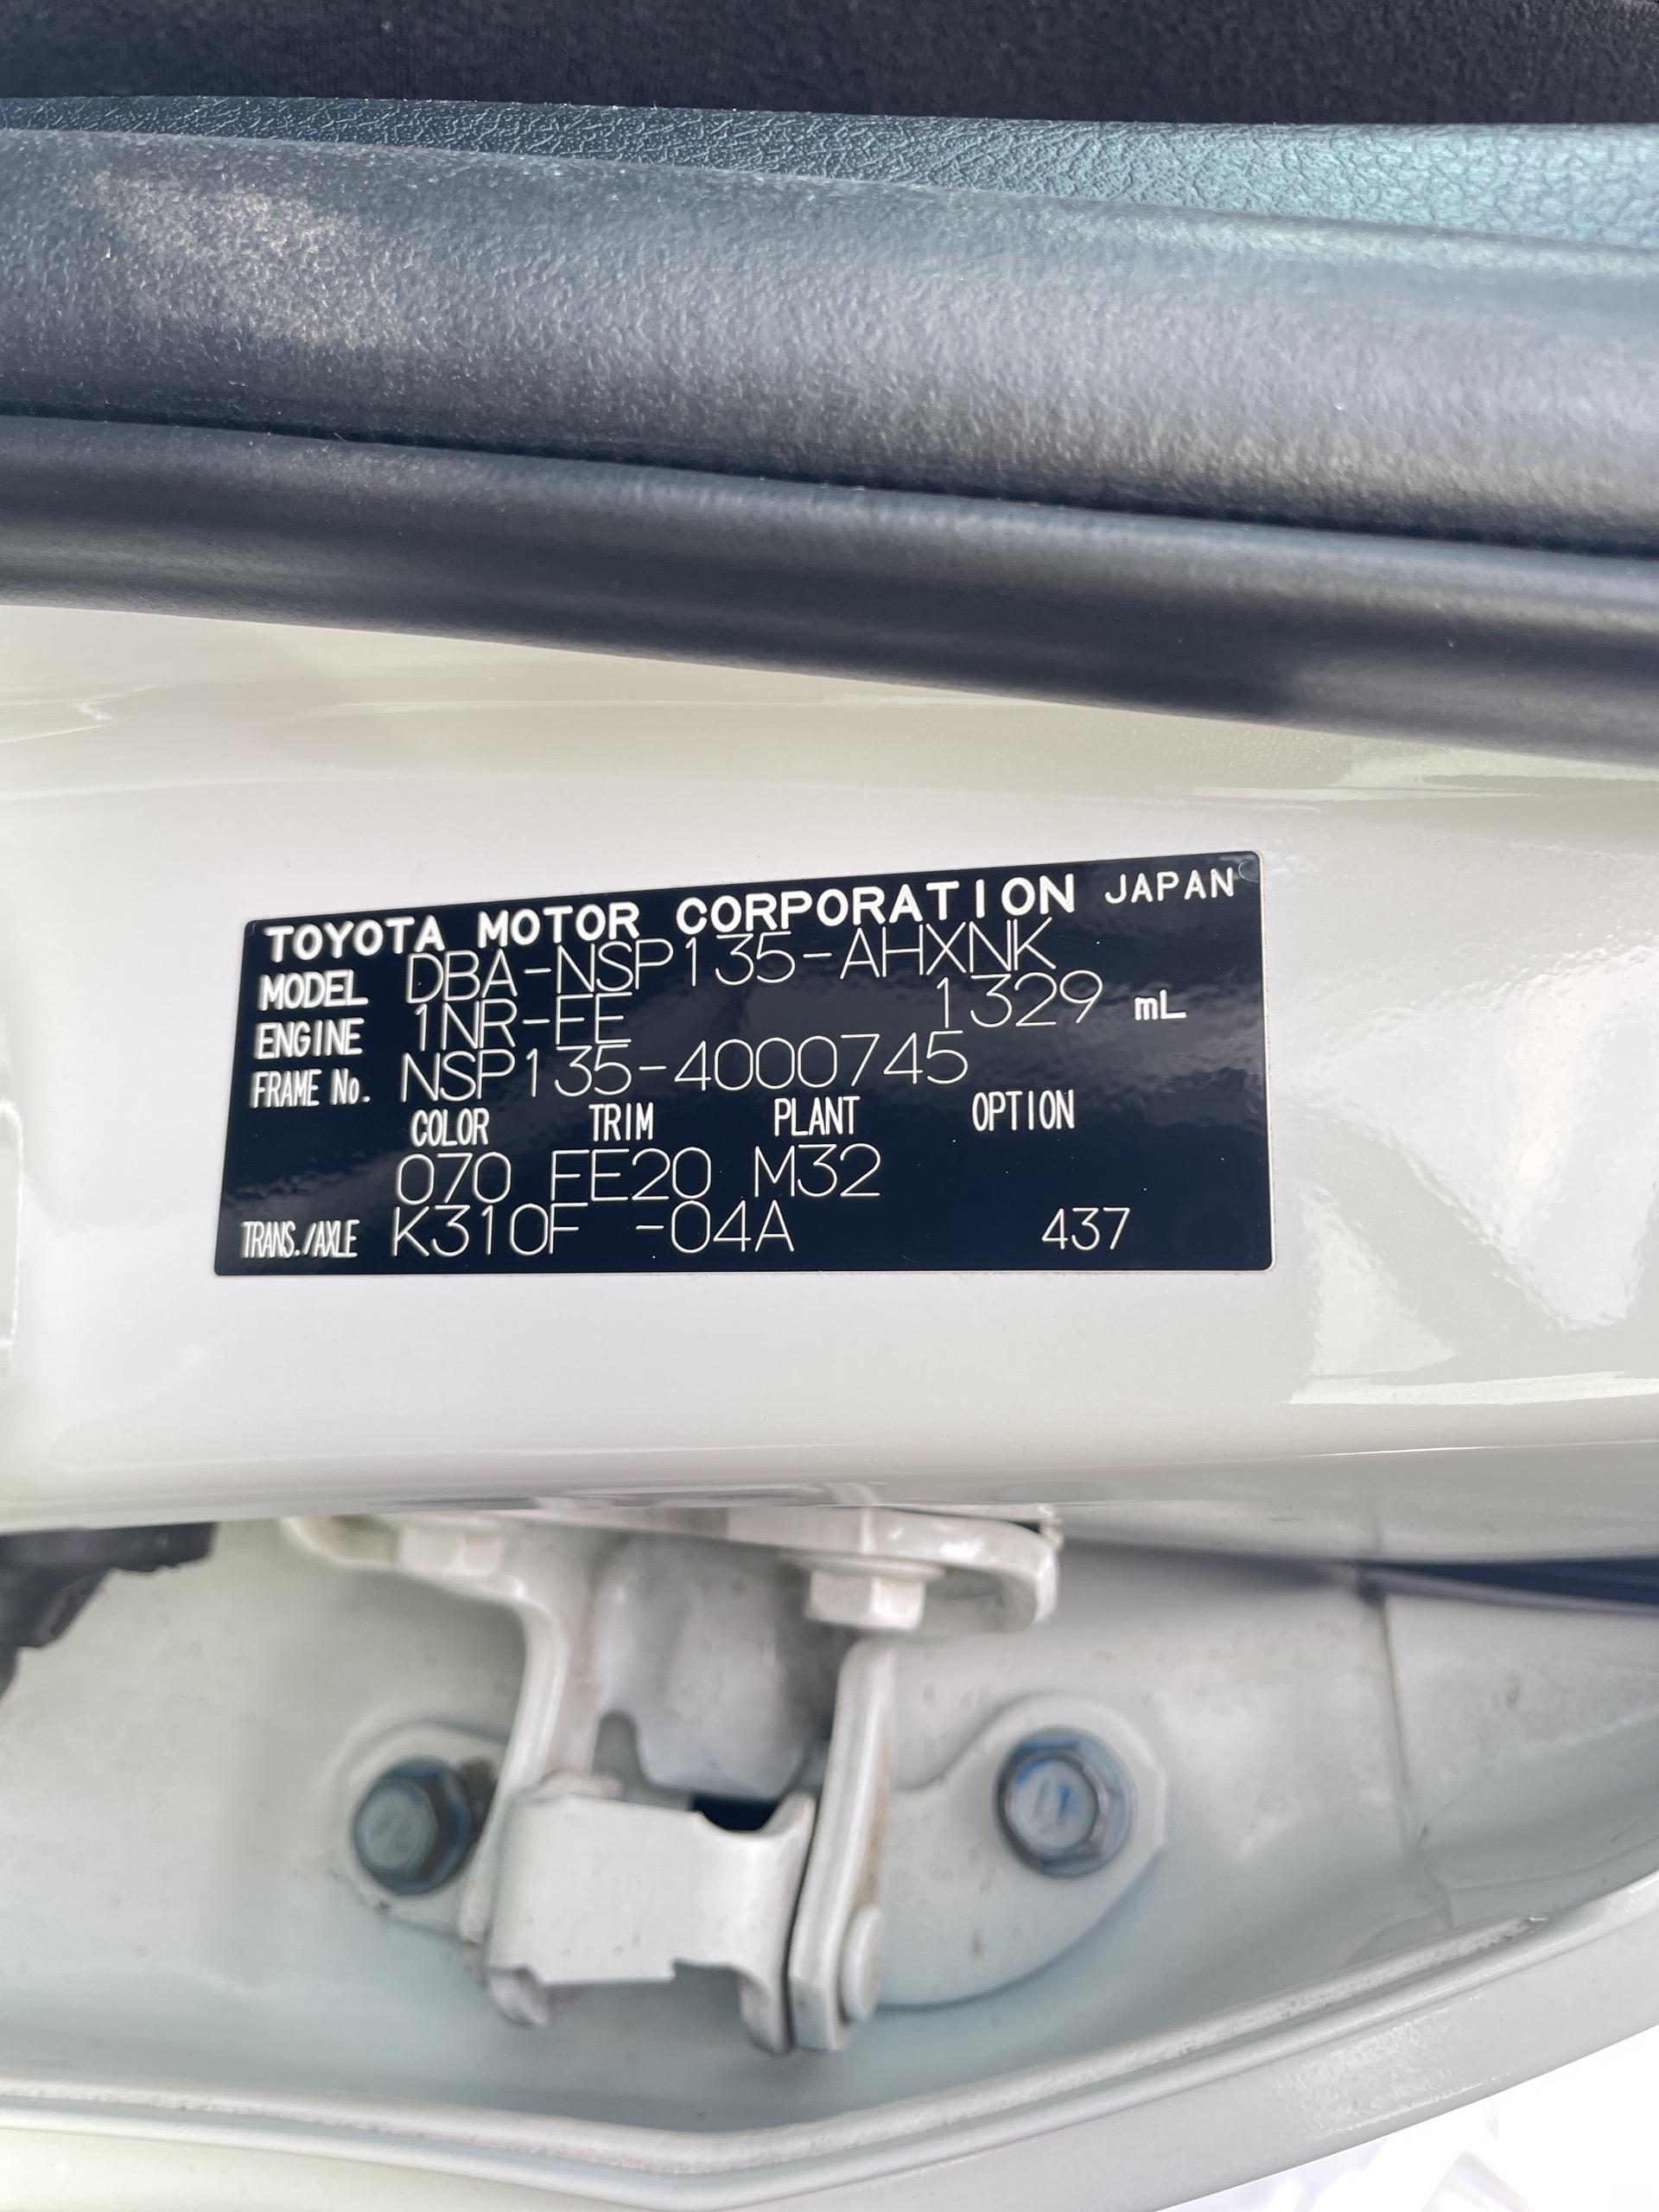 TOYOTA MOTOR CORPORATION JAPAN
MODEL DBA-NSP135-AHXNK
ENGINE 1NR-FE 1329 mL
FRAME No. NSP135-4000745
COLOR TRIM PLANT OPTION
070 FE20 M32
TRANS./AXLE K310F -04A 437